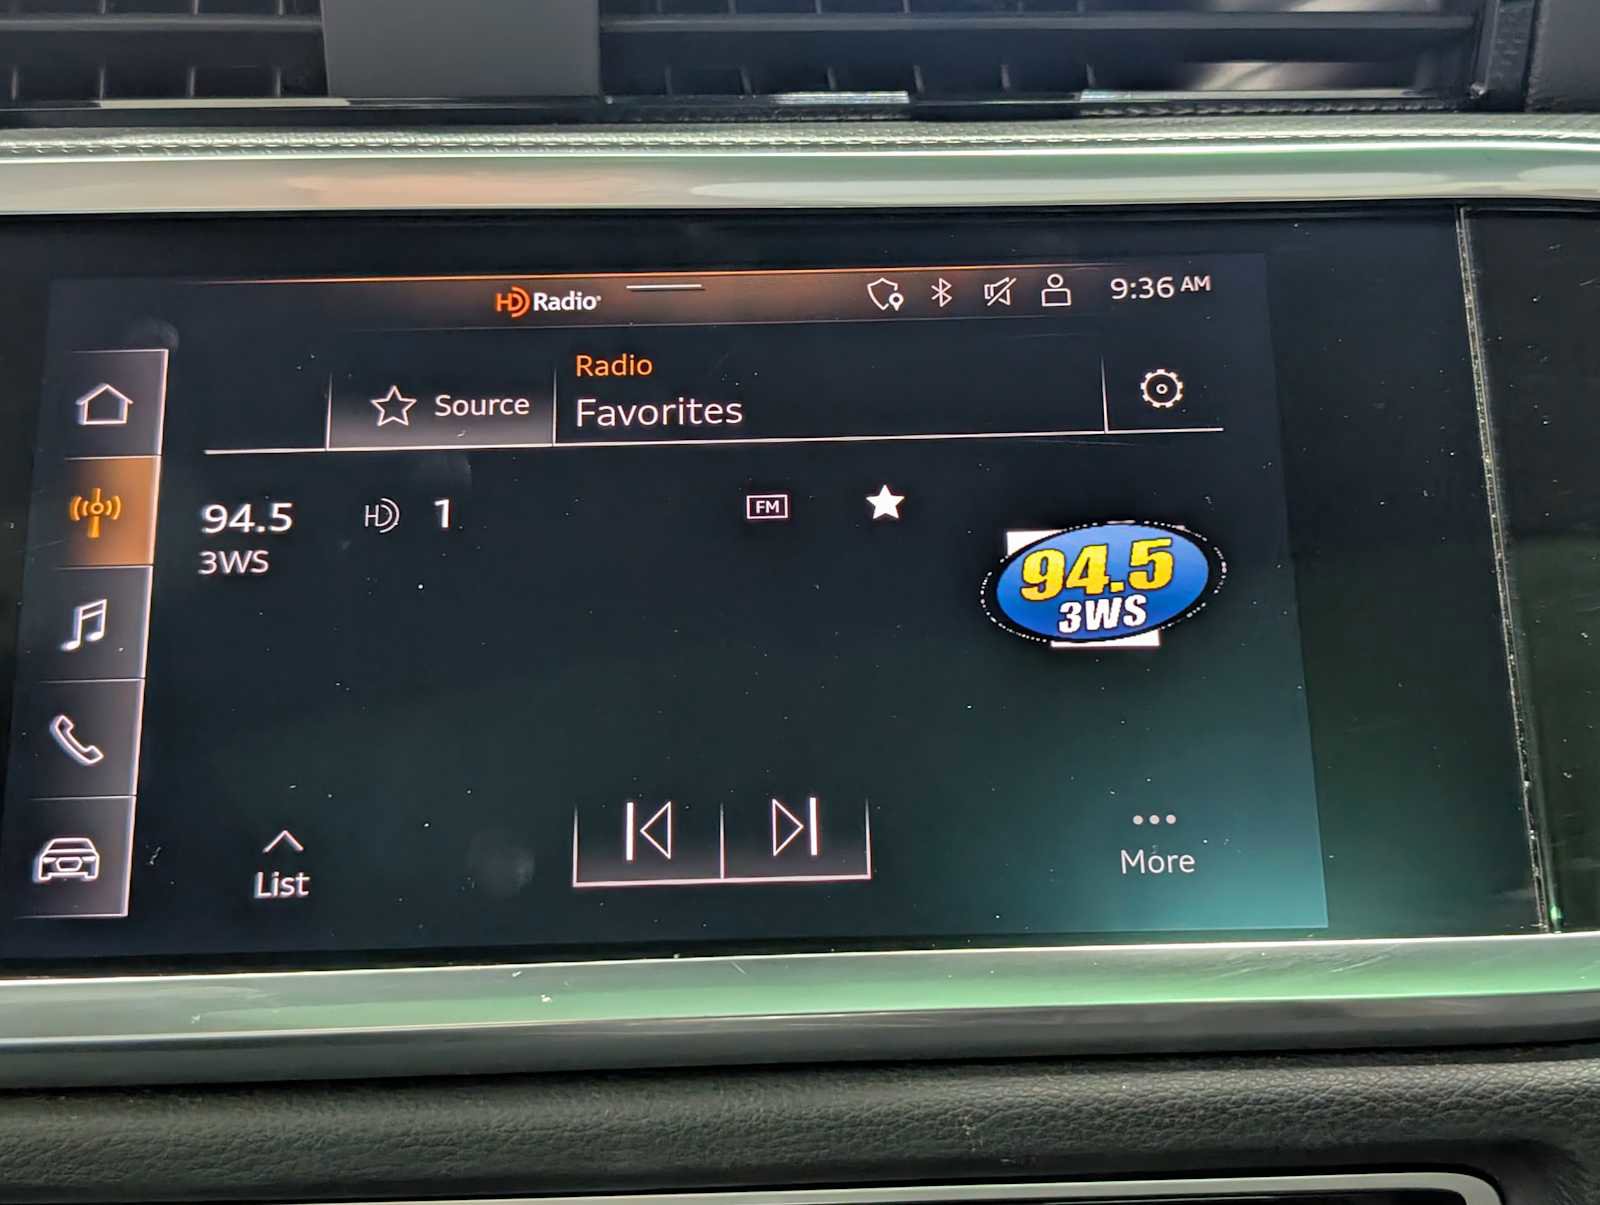 HD Radio
9:36 AM
Source
Radio
Favorites
94.5 HD 1 FM
3WS
94.5
3WS
List
More